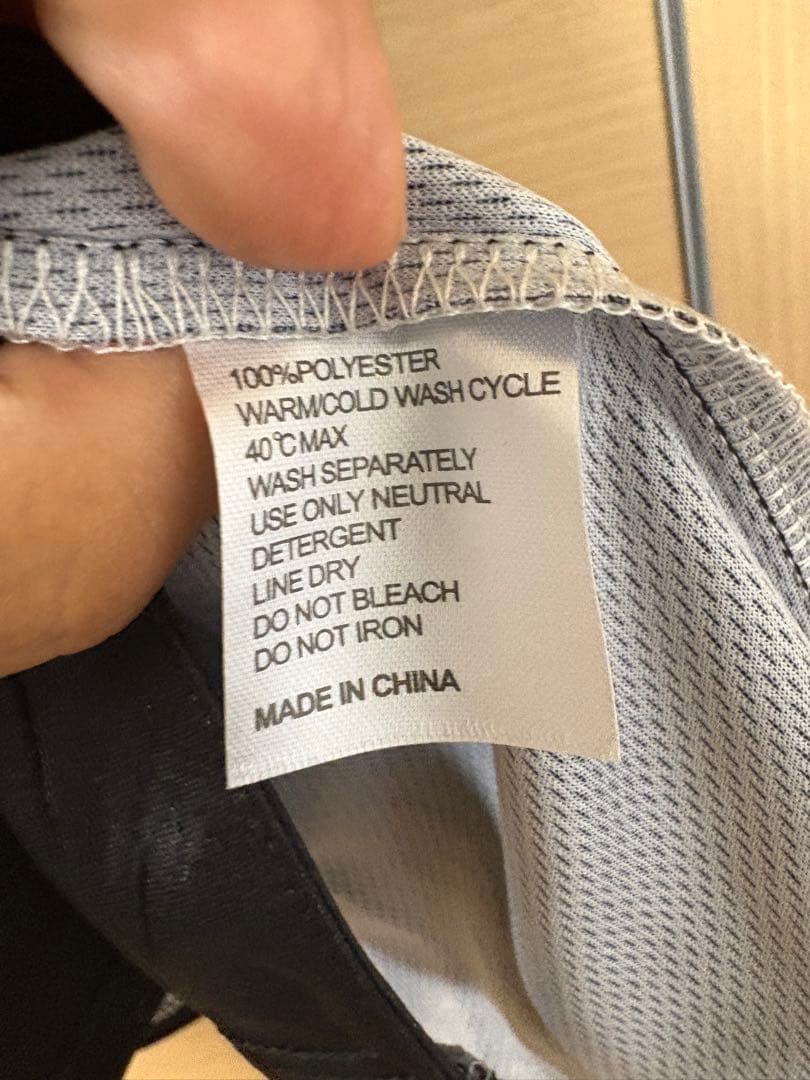 100%POLYESTER
WARM/COLD WASH CYCLE
40℃ MAX
WASH SEPARATELY
USE ONLY NEUTRAL
DETERGENT
LINE DRY
DO NOT BLEACH
DO NOT IRON
MADE IN CHINA